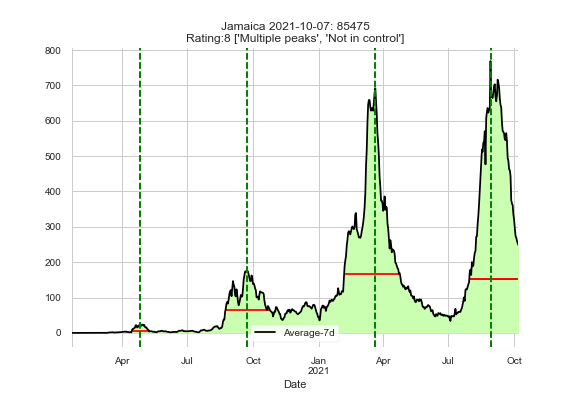 Jamaica 2021-10-07: 85475
Rating:8 ['Multiple peaks', 'Not in control']
800
700
600
500
400
300
200
100
0
Average-7d
Apr Jul Oct Jan Apr Jul Oct
2021
Date